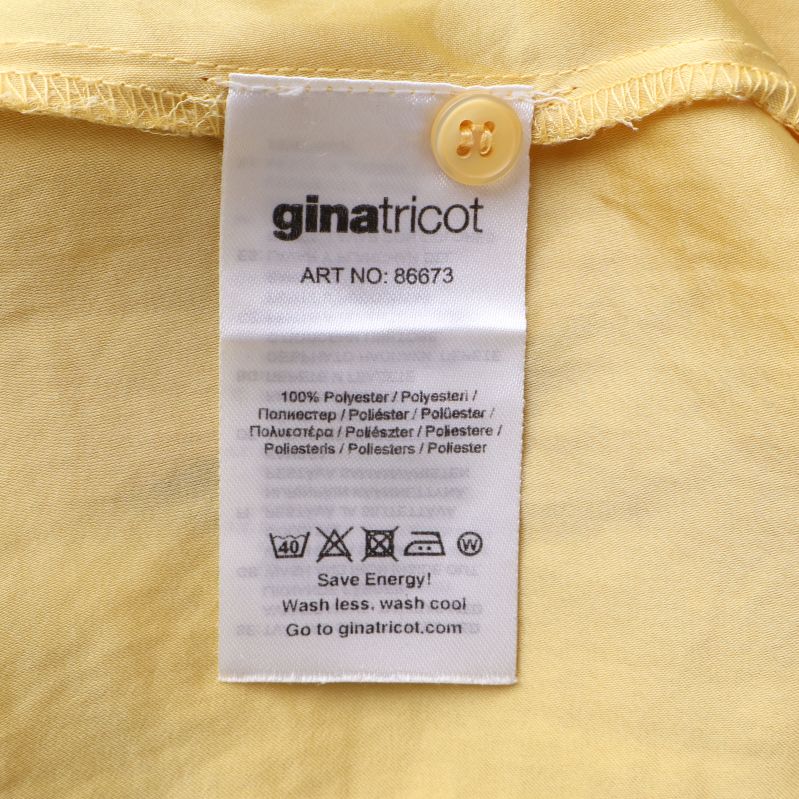 ginatricot
ART NO: 86673
100% Polyester / Polyesteri /
Полиестер / Poliéster / Polüester /
Πολυεστέρα / Poliészter / Poliestere /
Poliesteris / Poliesters / Poliester
40 W
Save Energy!
Wash less, wash cool
Go to ginatricot.com